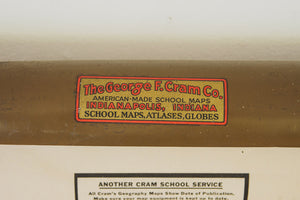 The George F. Cram Co.
AMERICAN-MADE SCHOOL MAPS
INDIANAPOLIS, INDIANA
SCHOOL MAPS, ATLASES, GLOBES
ANOTHER CRAM SCHOOL SERVICE
All Cram's Geography Maps Show Date of Publication.
Make sure your map equipment is kept up to date.